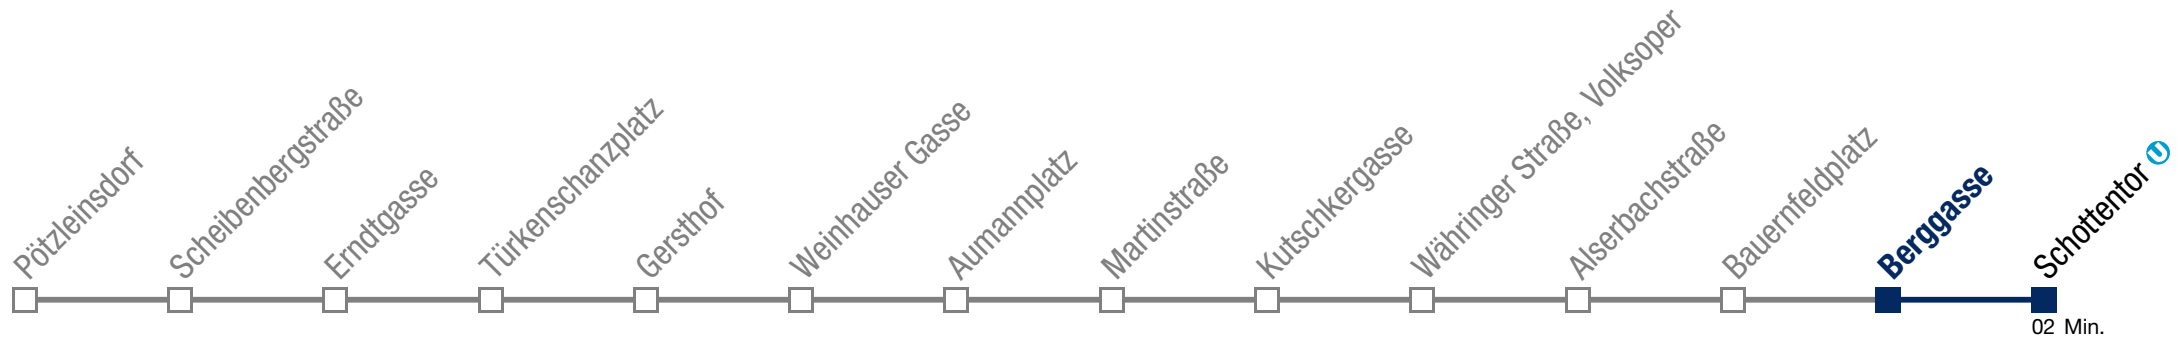 Pötzleinsdorf
Scheibenbergstraße
Erndtgasse
Türkenschanzplatz
Gersthof
Weinhauser Gasse
Aumannplatz
Martinstraße
Kutschkergasse
Währinger Straße, Volksoper
Alserbachstraße
Bauernfeldplatz
Berggasse
Schottentor U
02 Min.